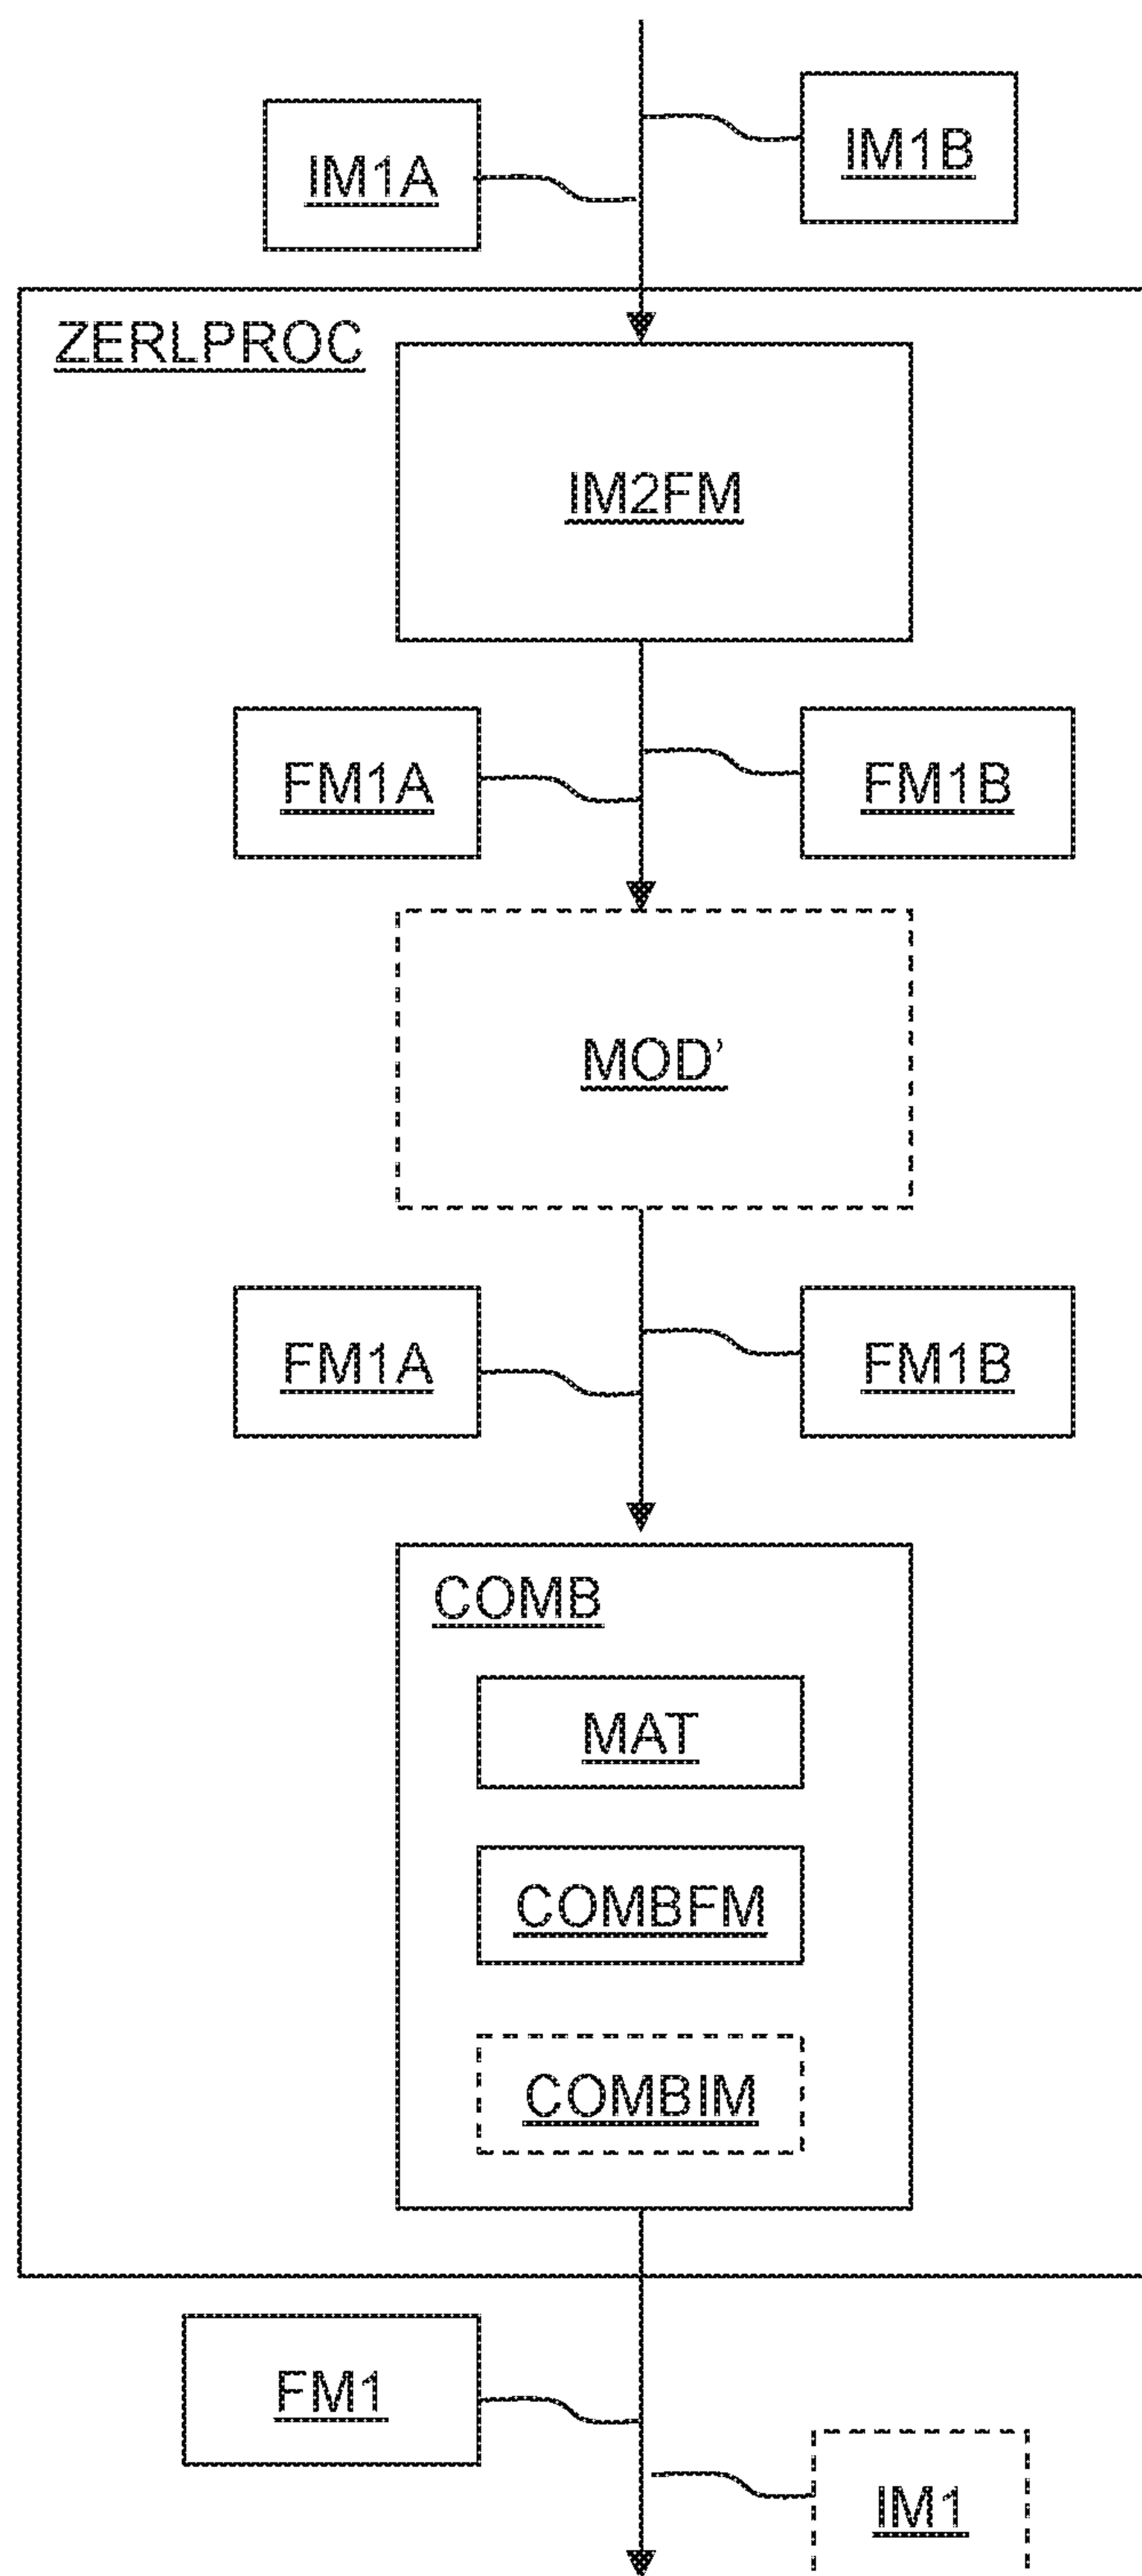 IM1A
IM1B
ZERLPROC
IM2FM
FM1A
FM1B
MOD’
FM1A
FM1B
COMB
MAT
COMBFM
COMBIM
FM1
IM1